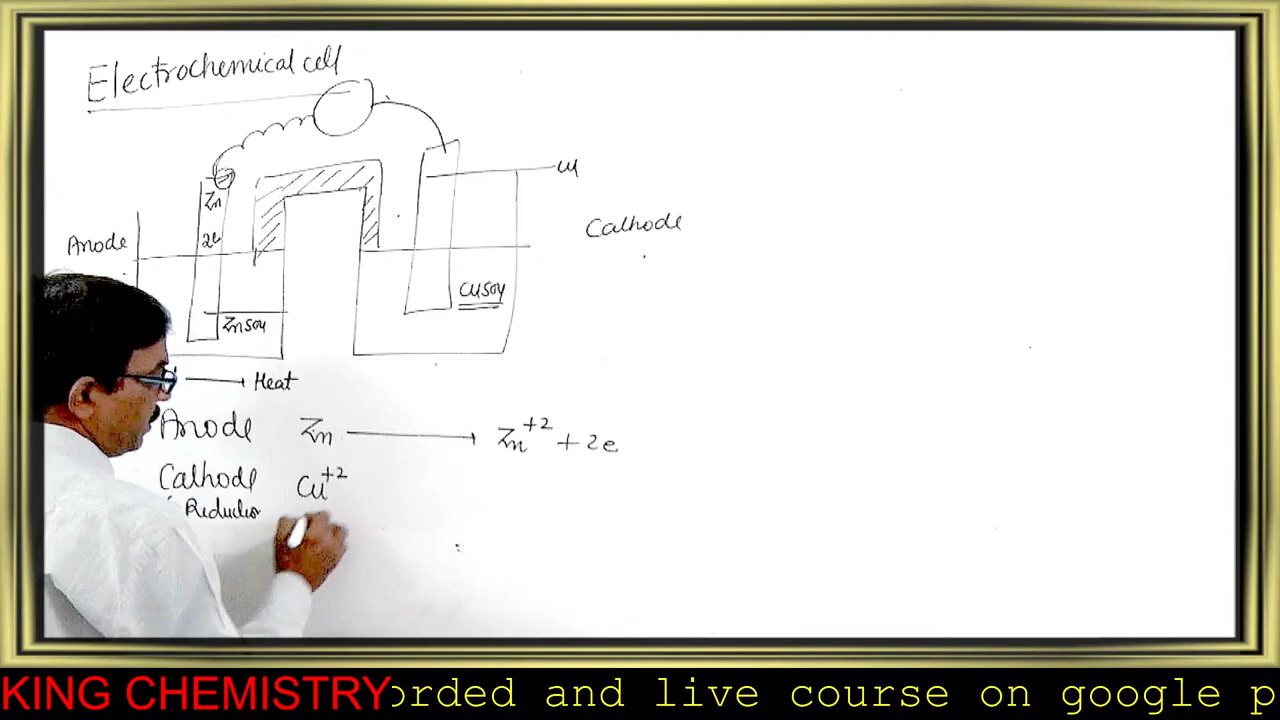 Electrochemical cell
Zn
Cu
Anode
2e
Cathode
CuSO4
ZnSO4
→ Heat
Anode Zn → Zn+2 + 2e
Cathode Cu+2
Reduction
KING CHEMISTRY orded and live course on google p